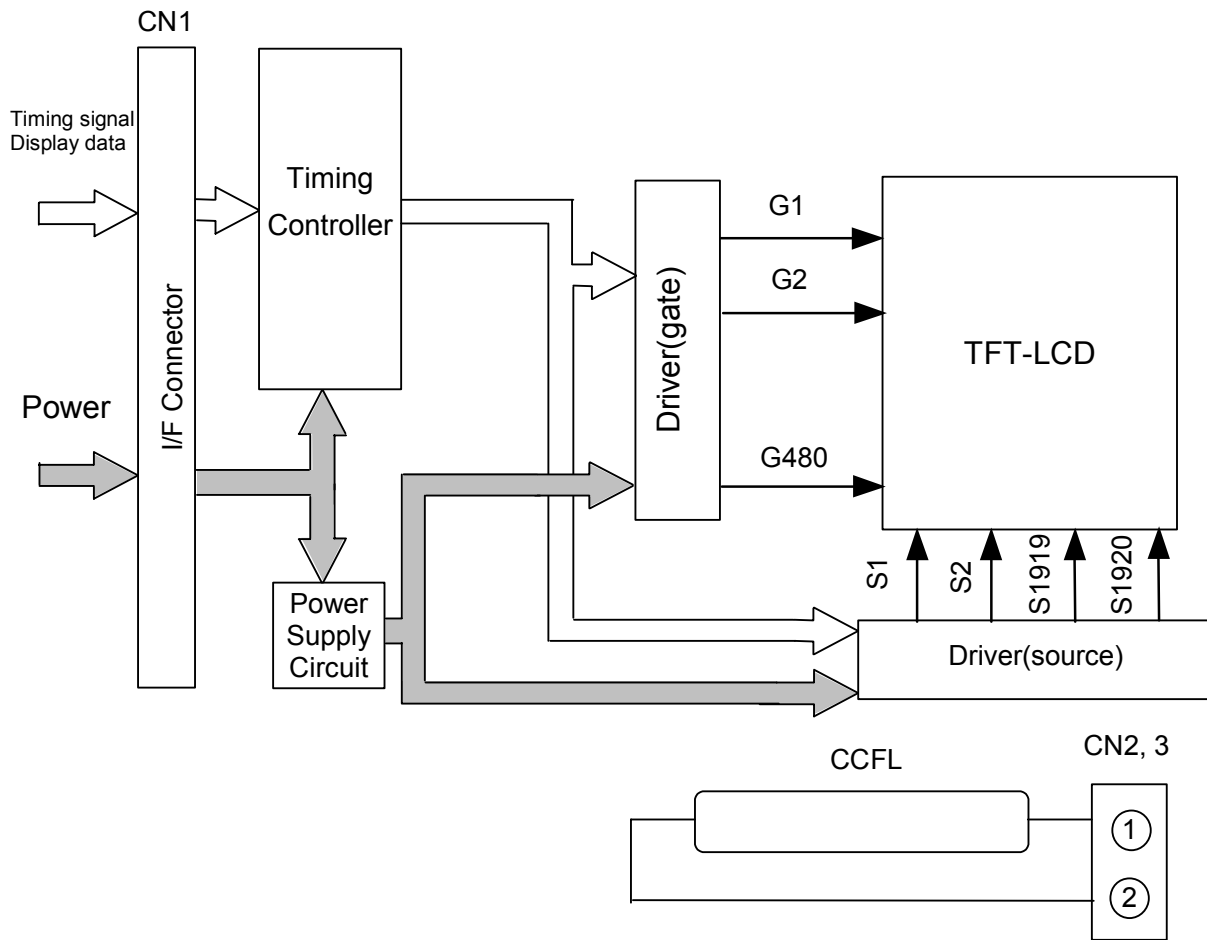 CN1
Timing signal
Display data
Timing
Controller
I/F Connector
Power
Driver(gate)
G1
G2
G480
TFT-LCD
S1
S2
S1919
S1920
Power
Supply
Circuit
Driver(source)
CCFL
CN2, 3
1
2